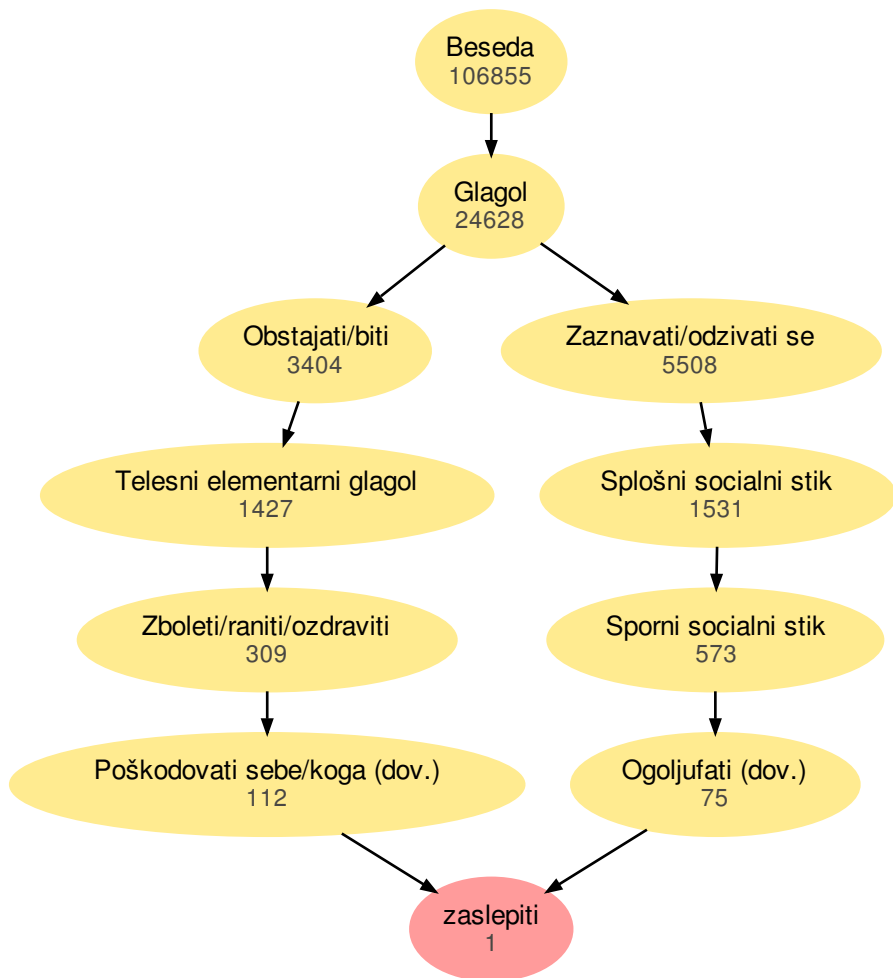 Beseda
106855
Glagol
24628
Obstajati/biti
3404
Zaznavati/odzivati se
5508
Telesni elementarni glagol
1427
Splošni socialni stik
1531
Zboleti/raniti/ozdraviti
309
Sporni socialni stik
573
Poškodovati sebe/koga (dov.)
112
Ogoljufati (dov.)
75
zaslepiti
1